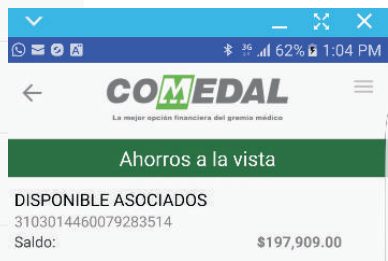 3G 62% 1:04 PM
COMEDAL
La mejor opción financiera del gremio médico
Ahorros a la vista
DISPONIBLE ASOCIADOS
3103014460079283514
Saldo: $197,909.00